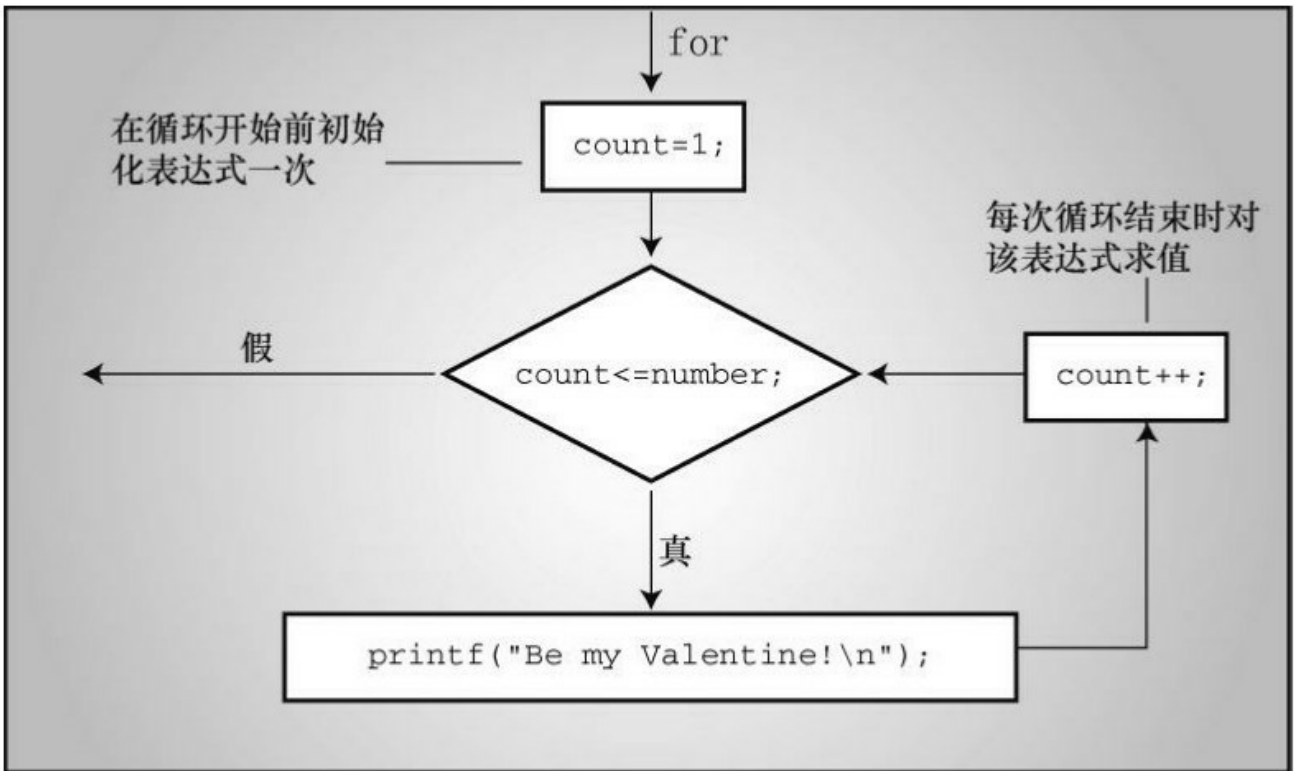 for
在循环开始前初始
化表达式一次
count=1;
每次循环结束时对
该表达式求值
假
count<=number;
count++;
真
printf("Be my Valentine!\n");